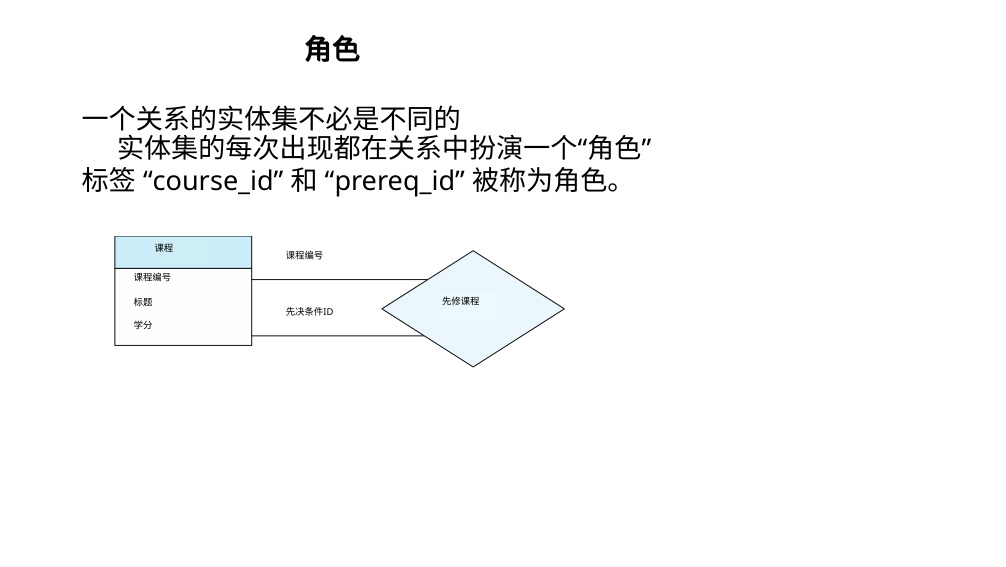 角色
一个关系的实体集不必是不同的
实体集的每次出现都在关系中扮演一个“角色”
标签 “course_id” 和 “prereq_id” 被称为角色。
课程
课程编号
标题
学分
课程编号
先决条件ID
先修课程